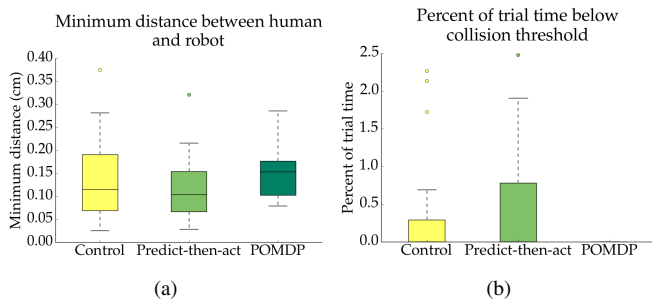 Minimum distance between human
and robot
Minimum distance (cm)
0.40
0.35
0.30
0.25
0.20
0.15
0.10
0.05
0.00
Control Predict-then-act POMDP
(a)
Percent of trial time below
collision threshold
Percent of trial time
2.5
2.0
1.5
1.0
0.5
0.0
Control Predict-then-act POMDP
(b)